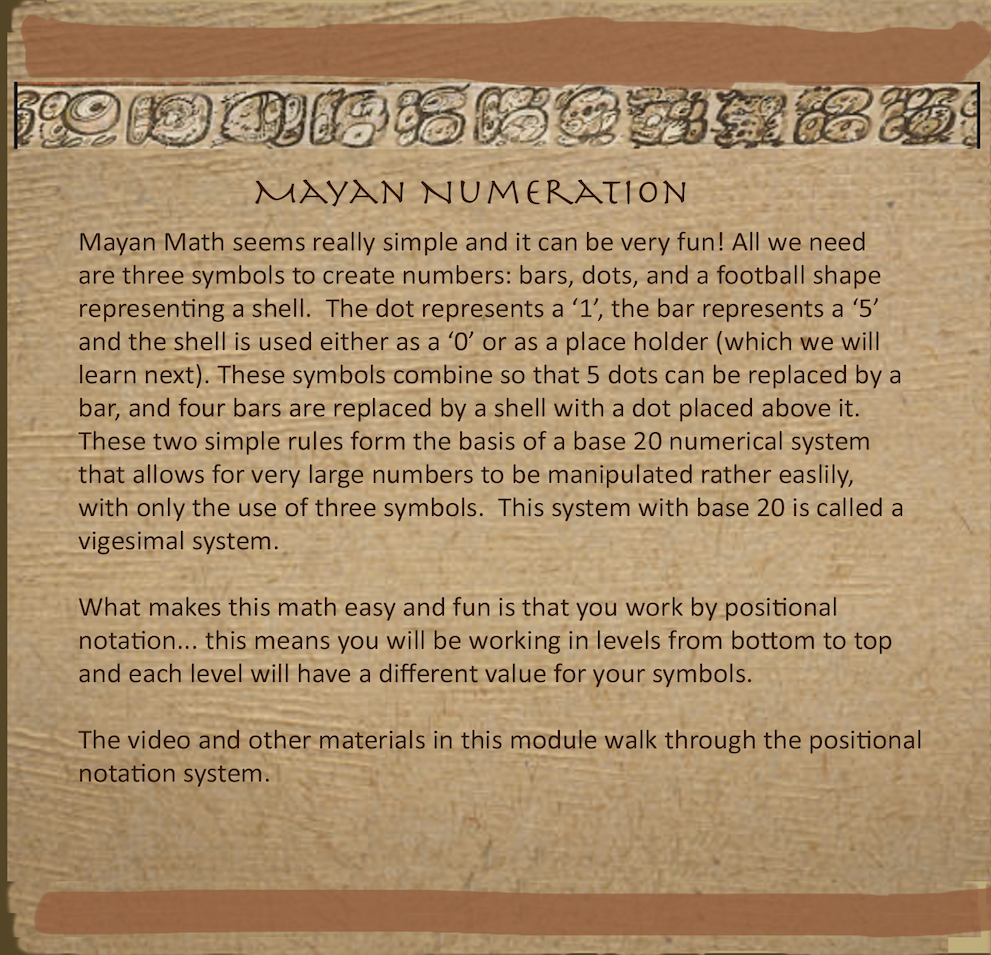 Mayan Numeration
Mayan Math seems really simple and it can be very fun! All we need
are three symbols to create numbers: bars, dots, and a football shape
representing a shell.  The dot represents a ‘1’, the bar represents a ‘5’
and the shell is used either as a ‘0’ or as a place holder (which we will
learn next). These symbols combine so that 5 dots can be replaced by a
bar, and four bars are replaced by a shell with a dot placed above it.
These two simple rules form the basis of a base 20 numerical system
that allows for very large numbers to be manipulated rather easlily,
with only the use of three symbols.  This system with base 20 is called a
vigesimal system.
What makes this math easy and fun is that you work by positional
notation... this means you will be working in levels from bottom to top
and each level will have a different value for your symbols.
The video and other materials in this module walk through the positional
notation system.